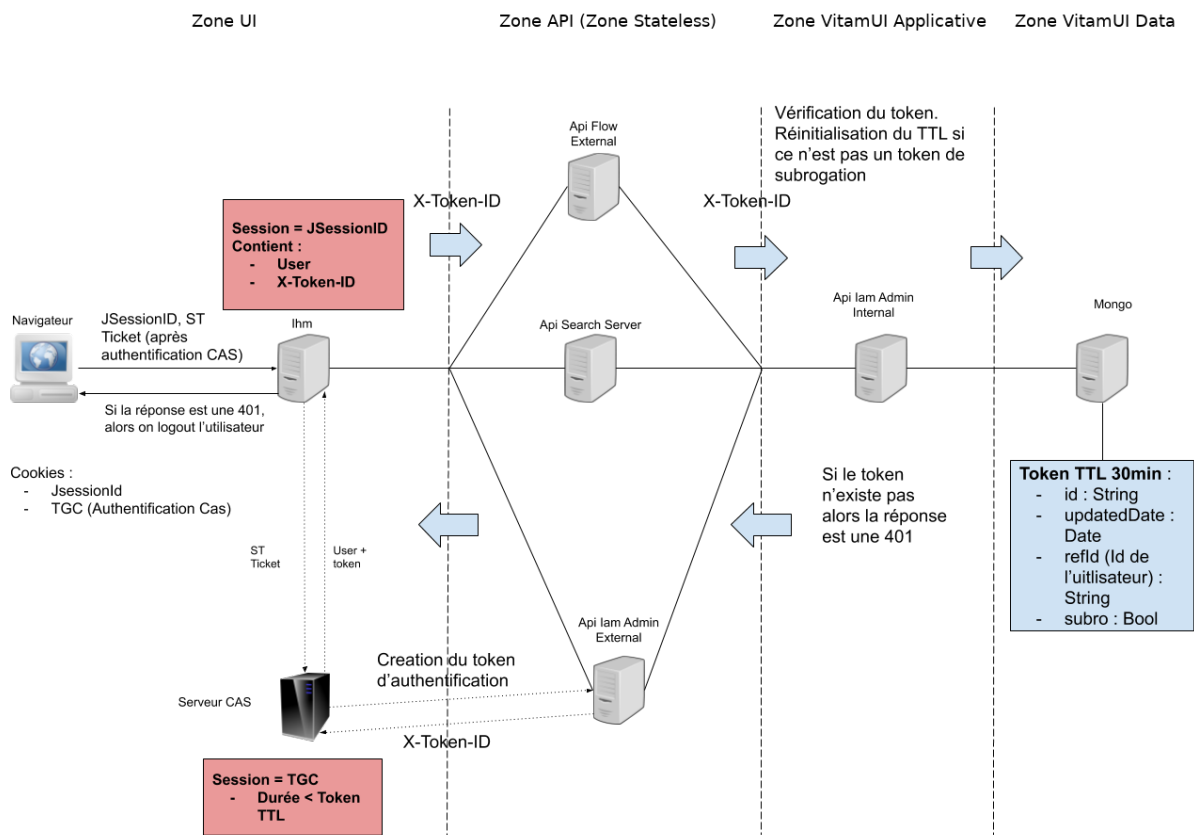 Zone UI
Zone API (Zone Stateless)
Zone VitamUI Applicative
Zone VitamUI Data
Vérification du token.
Réinitialisation du TTL si
ce n'est pas un token de
subrogation
Api Flow
External
X-Token-ID
X-Token-ID
Session = JSessionID
Contient :
- User
- X-Token-ID
Navigateur
JSessionID, ST
Ticket (après
authentification CAS)
Ihm
Api Search Server
Api Iam Admin
Internal
Mongo
Si la réponse est une 401,
alors on logout l'utilisateur
Cookies :
- JsessionId
- TGC (Authentification Cas)
Si le token
n'existe pas
alors la réponse
est une 401
Token TTL 30min :
- id : String
- updatedDate :
Date
- refId (Id de
l'uitlisateur) :
String
- subro : Bool
ST
Ticket
User +
token
Api Iam Admin
External
Creation du token
d'authentification
Serveur CAS
X-Token-ID
Session = TGC
- Durée < Token
TTL